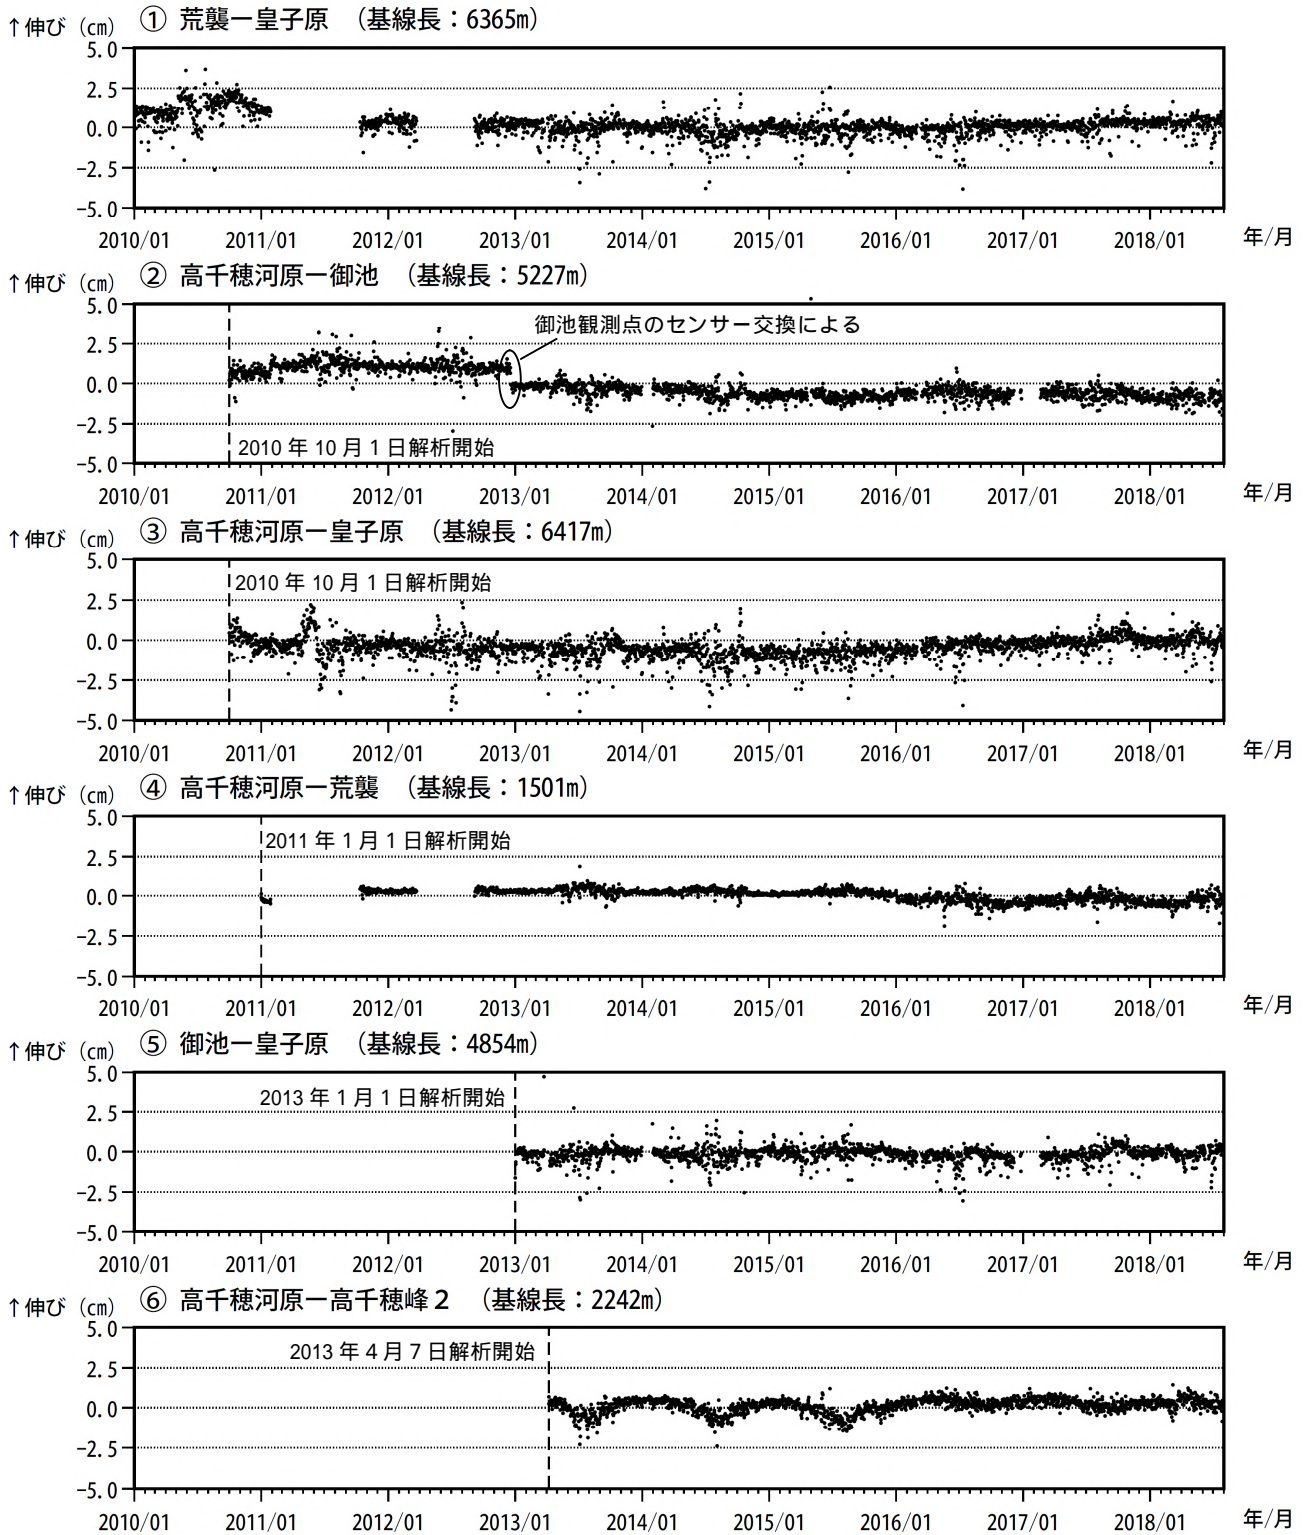 ↑伸び（㎝） ① 荒襲ー皇子原 （基線長：6365m）
5.0
2.5
0.0
−2.5
−5.0
2010/01 2011/01 2012/01 2013/01 2014/01 2015/01 2016/01 2017/01 2018/01 年/月
↑伸び（㎝） ② 高千穂河原ー御池 （基線長：5227m）
5.0
御池観測点のセンサー交換による
2.5
0.0
−2.5
2010 年 10 月 1 日解析開始
−5.0
2010/01 2011/01 2012/01 2013/01 2014/01 2015/01 2016/01 2017/01 2018/01 年/月
↑伸び（㎝） ③ 高千穂河原ー皇子原 （基線長：6417m）
5.0
2010 年 10 月 1 日解析開始
2.5
0.0
−2.5
−5.0
2010/01 2011/01 2012/01 2013/01 2014/01 2015/01 2016/01 2017/01 2018/01 年/月
↑伸び（㎝） ④ 高千穂河原ー荒襲 （基線長：1501m）
5.0
2011 年 1 月 1 日解析開始
2.5
0.0
−2.5
−5.0
2010/01 2011/01 2012/01 2013/01 2014/01 2015/01 2016/01 2017/01 2018/01 年/月
↑伸び（㎝） ⑤ 御池ー皇子原 （基線長：4854m）
5.0
2013 年 1 月 1 日解析開始
2.5
0.0
−2.5
−5.0
2010/01 2011/01 2012/01 2013/01 2014/01 2015/01 2016/01 2017/01 2018/01 年/月
↑伸び（㎝） ⑥ 高千穂河原ー高千穂峰２ （基線長：2242m）
5.0
2013 年 4 月 7 日解析開始
2.5
0.0
−2.5
−5.0
2010/01 2011/01 2012/01 2013/01 2014/01 2015/01 2016/01 2017/01 2018/01 年/月